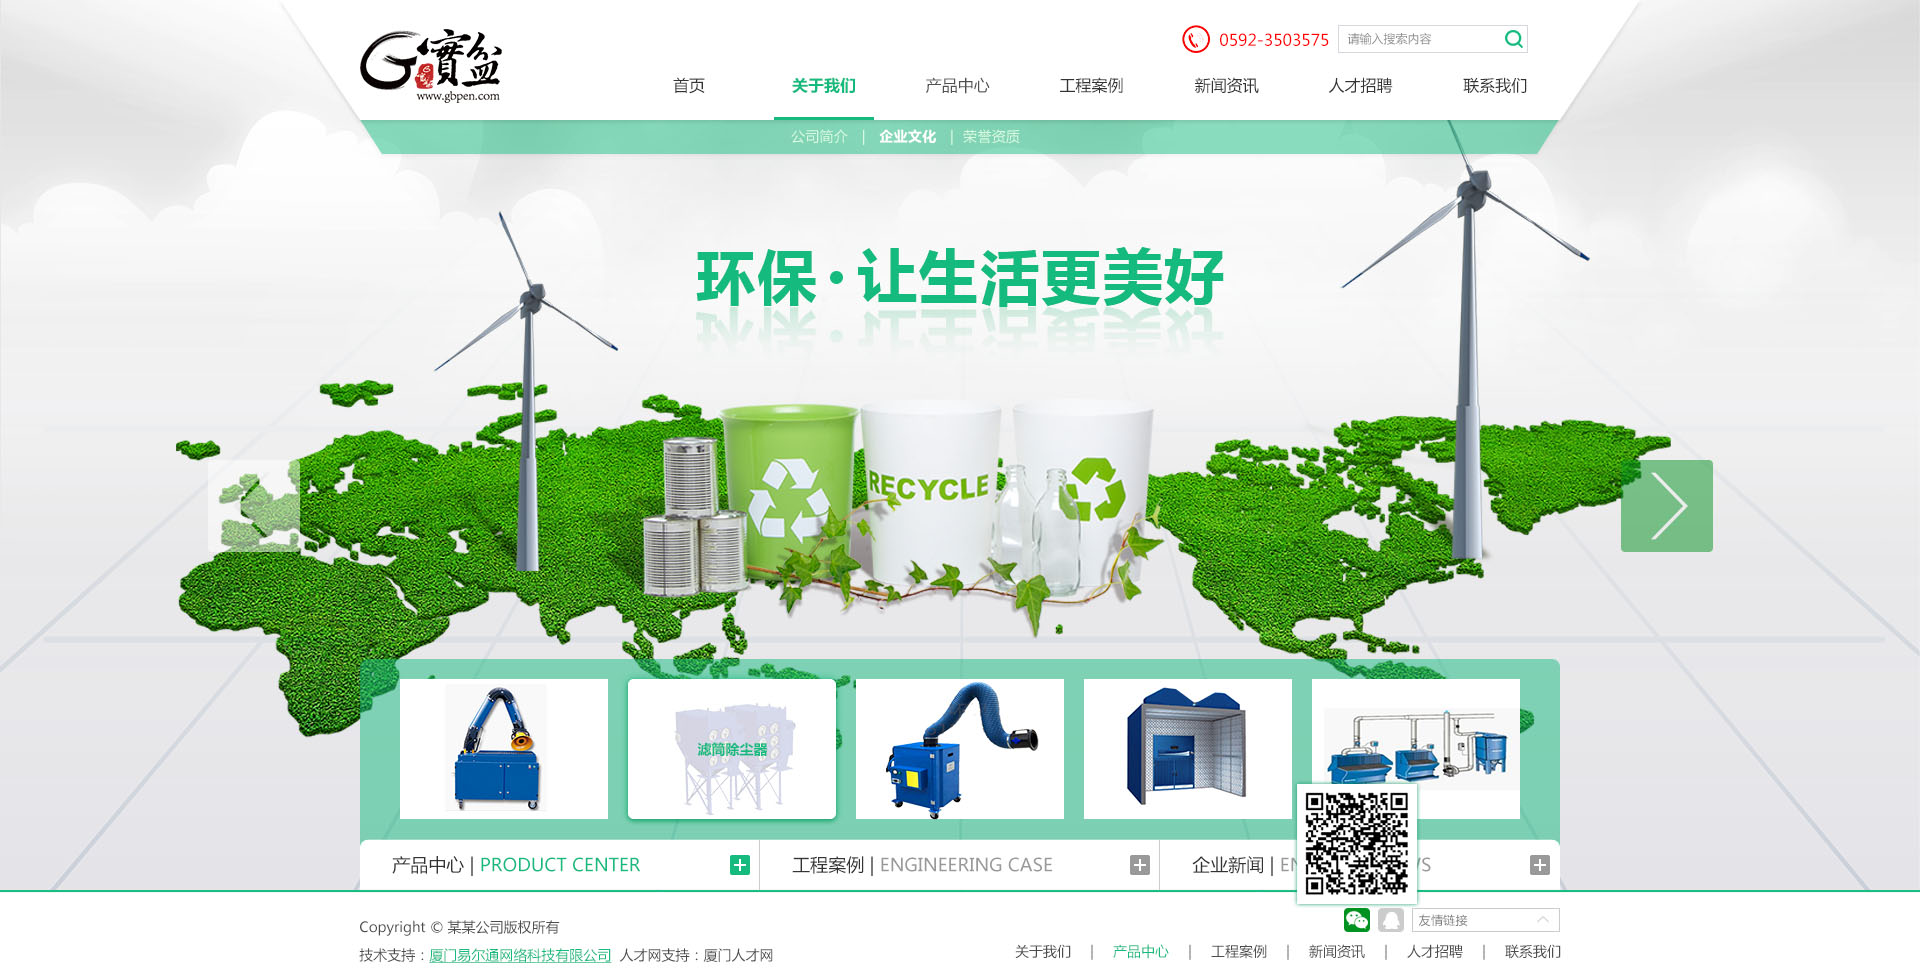 實盆
www.gbpen.com
0592-3503575
请输入搜索内容
首页
关于我们
产品中心
工程案例
新闻资讯
人才招聘
联系我们
公司简介 | 企业文化 | 荣誉资质
环保·让生活更美好
RECYCLE
滤筒除尘器
产品中心 | PRODUCT CENTER
工程案例 | ENGINEERING CASE
企业新闻 |
Copyright © 某某公司版权所有
友情链接
技术支持：厦门易尔通网络科技有限公司 人才网支持：厦门人才网
关于我们 | 产品中心 | 工程案例 | 新闻资讯 | 人才招聘 | 联系我们